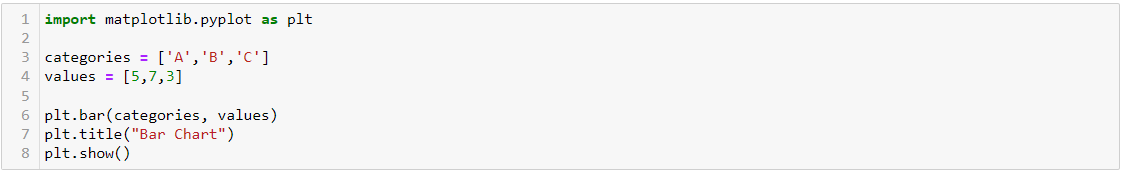 1 import matplotlib.pyplot as plt
2
3 categories = ['A','B','C']
4 values = [5,7,3]
5
6 plt.bar(categories, values)
7 plt.title("Bar Chart")
8 plt.show()